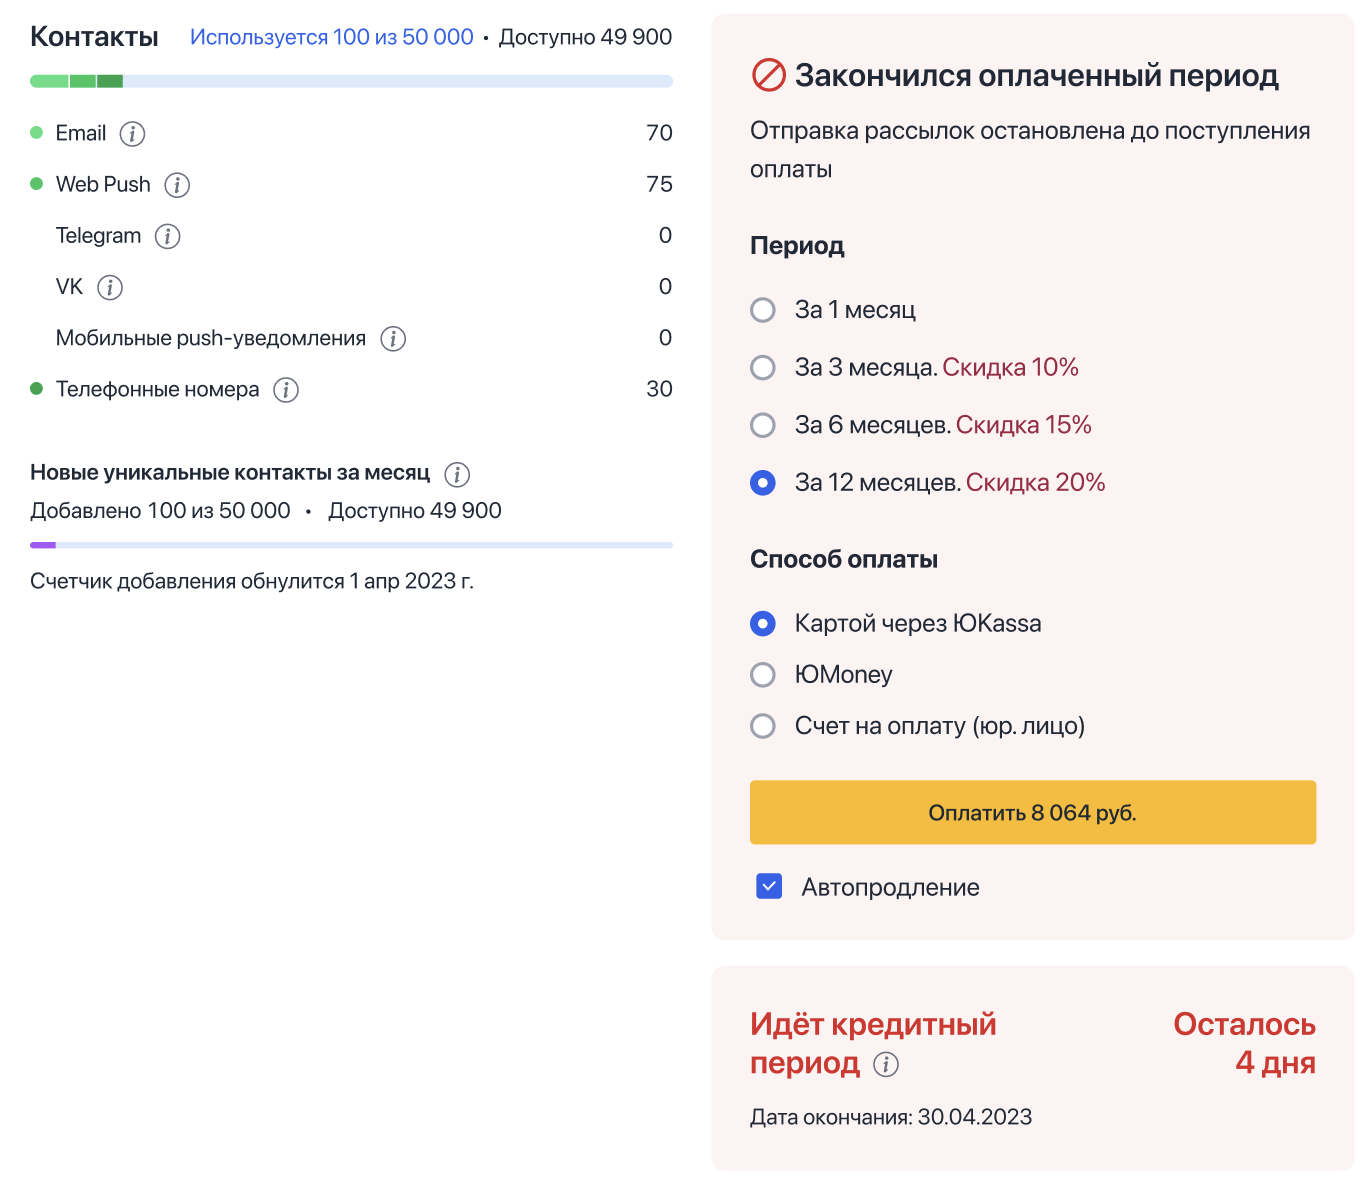 Контакты
Используется 100 из 50 000 • Доступно 49 900
Email 70
Web Push 75
Telegram 0
VK 0
Мобильные push-уведомления 0
Телефонные номера 30
Новые уникальные контакты за месяц
Добавлено 100 из 50 000 • Доступно 49 900
Счетчик добавления обнулится 1 апр 2023 г.
Закончился оплаченный период
Отправка рассылок остановлена до поступления
оплаты
Период
За 1 месяц
За 3 месяца. Скидка 10%
За 6 месяцев. Скидка 15%
За 12 месяцев. Скидка 20%
Способ оплаты
Картой через ЮKassa
ЮMoney
Счет на оплату (юр. лицо)
Оплатить 8 064 руб.
Автопродление
Идёт кредитный
период
Осталось
4 дня
Дата окончания: 30.04.2023